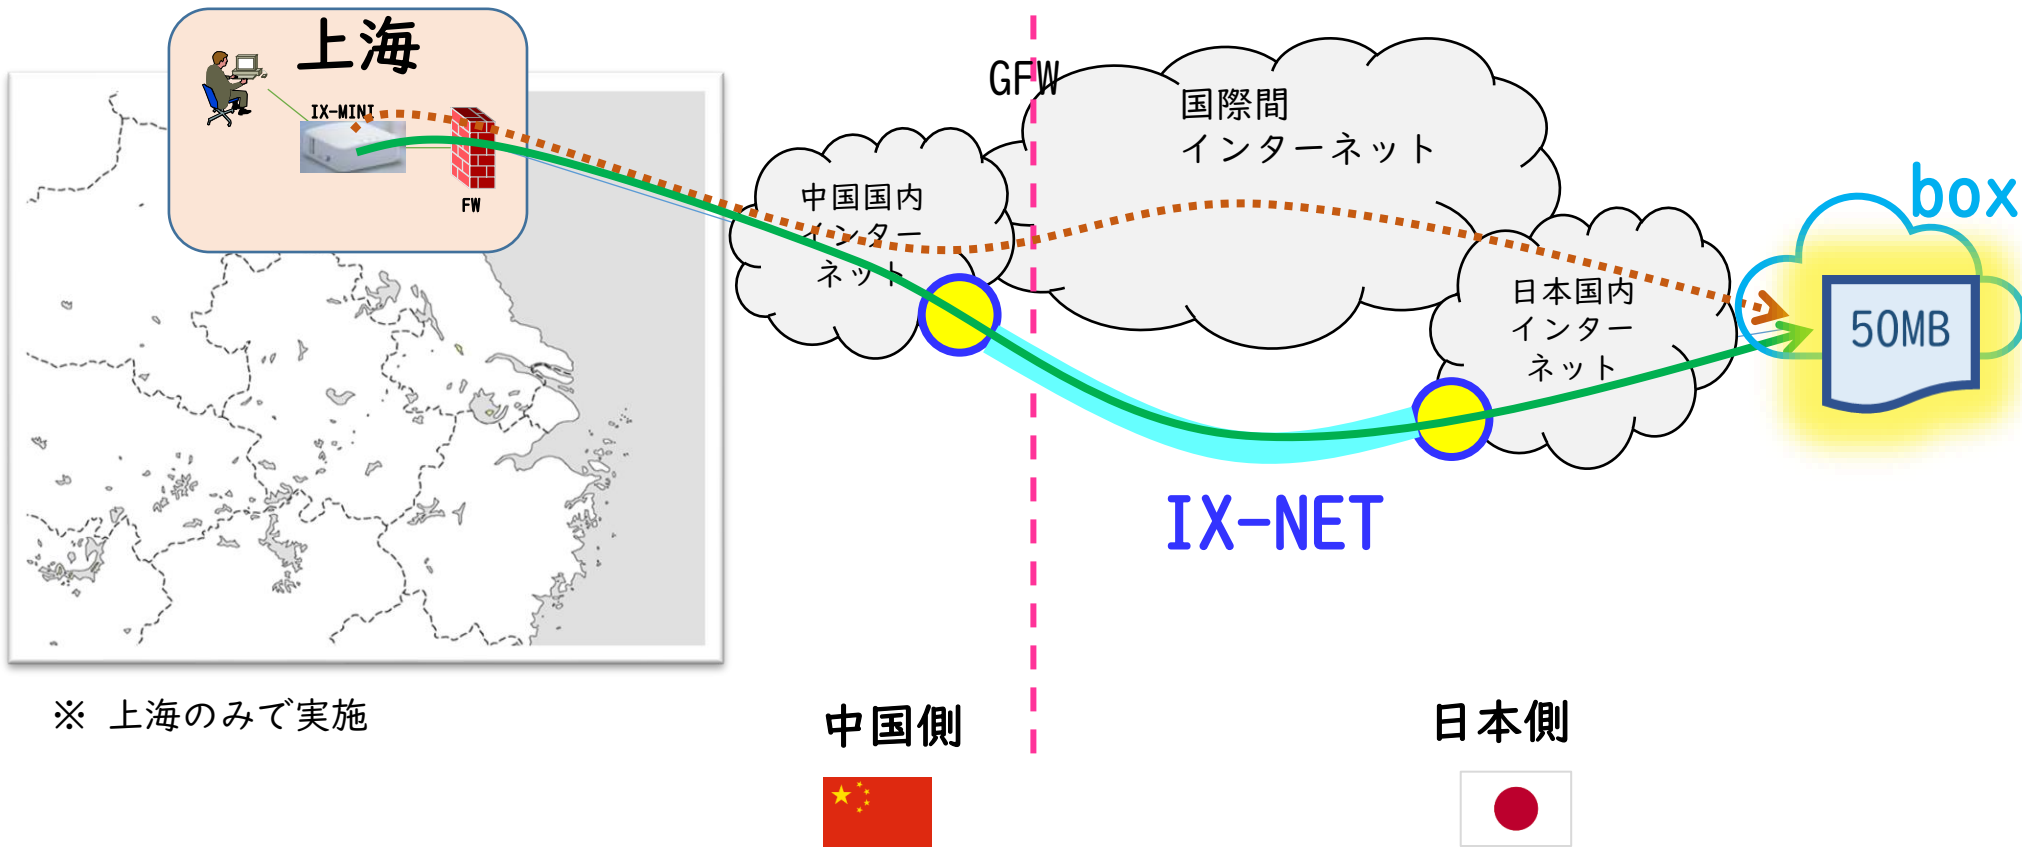 上海
IX-MINI
FW
GFW
国際間
インターネット
中国国内
インター
ネット
box
日本国内
インター
ネット
50MB
IX-NET
※ 上海のみで実施
中国側
日本側